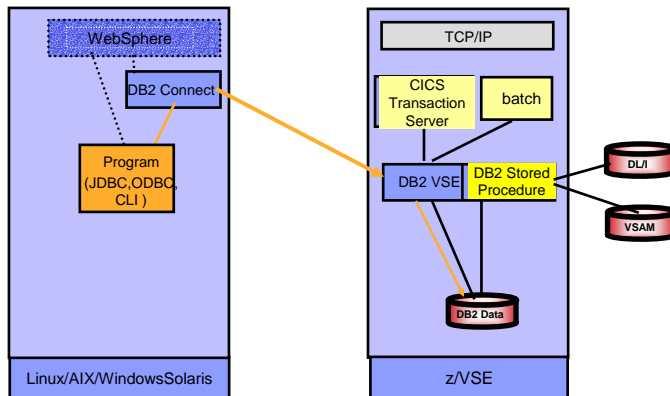 WebSphere
DB2 Connect
Program
(JDBC,ODBC,
CLI )
Linux/AIX/WindowsSolaris
TCP/IP
CICS
Transaction
Server
batch
DB2 VSE
DB2 Stored
Procedure
DL/I
VSAM
DB2 Data
z/VSE